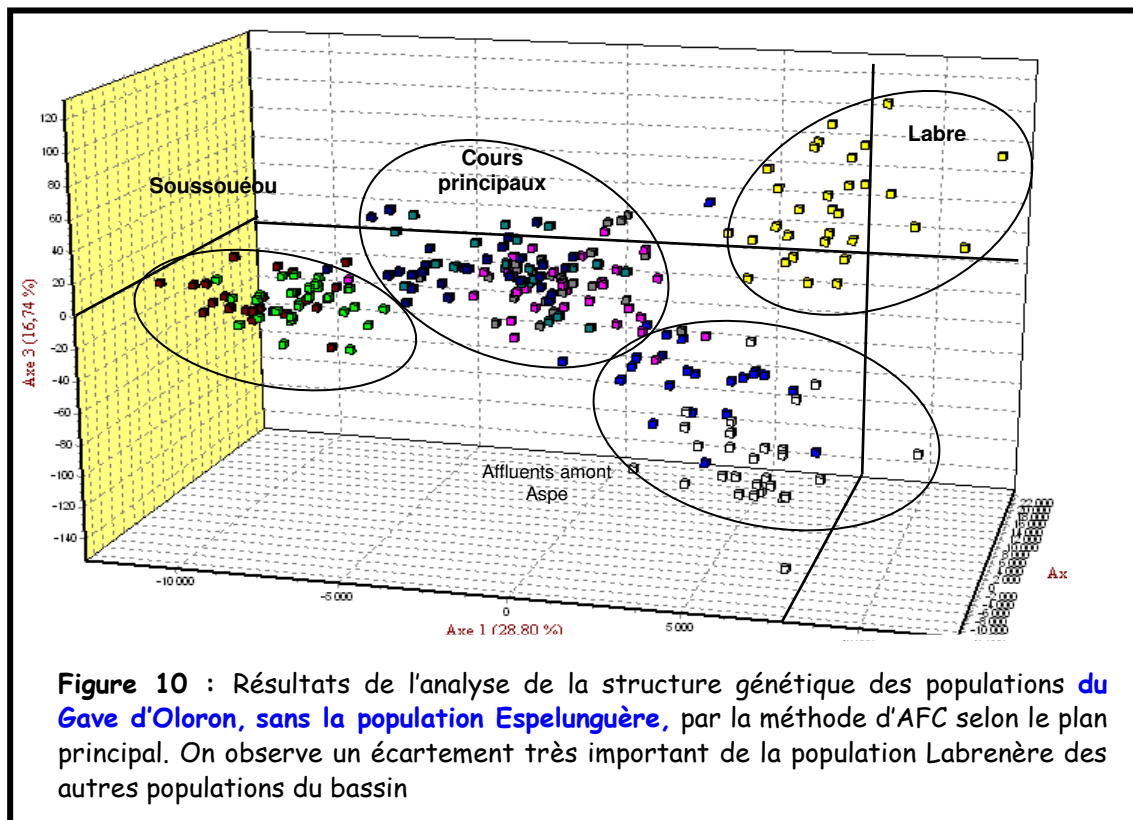 Labre
Cours
principaux
Soussouéou
Affluents amont
Aspe
120
100
80
60
40
20
0
-20
-40
-60
-80
-100
-120
-140
Axe 3 (16,74 %)
-10 000
-5 000
0
5 000
Axe 1 (28.80 %)
Ax
Figure 10 : Résultats de l'analyse de la structure génétique des populations du
Gave d'Oloron, sans la population Espelunguère, par la méthode d'AFC selon le plan
principal. On observe un écartement très important de la population Labrenère des
autres populations du bassin